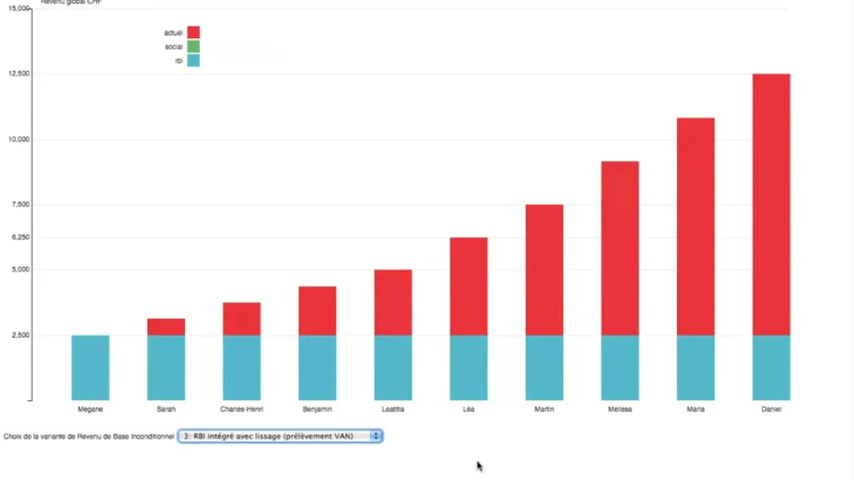 Revenu global CHF
15,000
actuel
social
rbi
12,500
10,000
7,500
6,250
5,000
2,500
Megane Sarah Charles-Henri Benjamin Leatitia Léa Martin Melissa Maria Daniel
Choix de la variante de Revenu de Base Inconditionnel 3: RBI intégré avec lissage (prélèvement VAN)